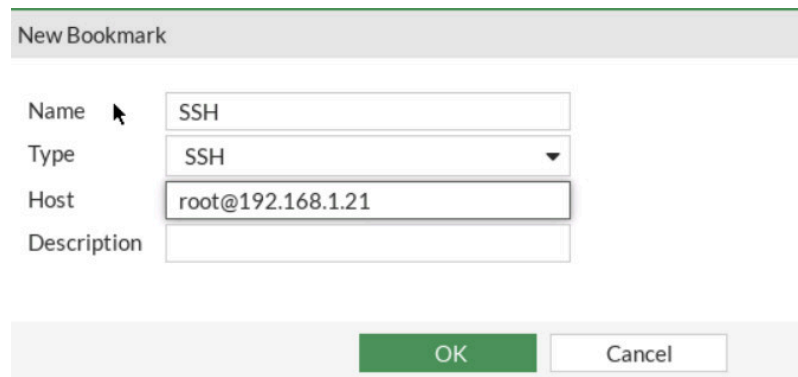 New Bookmark
Name SSH
Type SSH
Host root@192.168.1.21
Description
OK Cancel